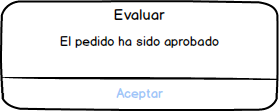 Evaluar
El pedido ha sido aprobado
Aceptar